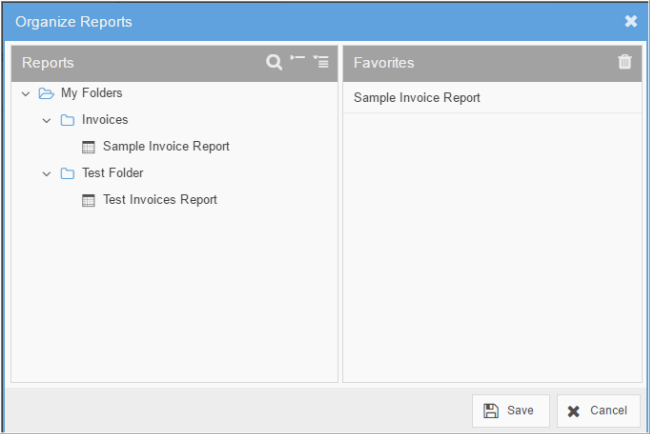 Organize Reports
Reports
Favorites
My Folders
Invoices
Sample Invoice Report
Test Folder
Test Invoices Report
Sample Invoice Report
Save
Cancel